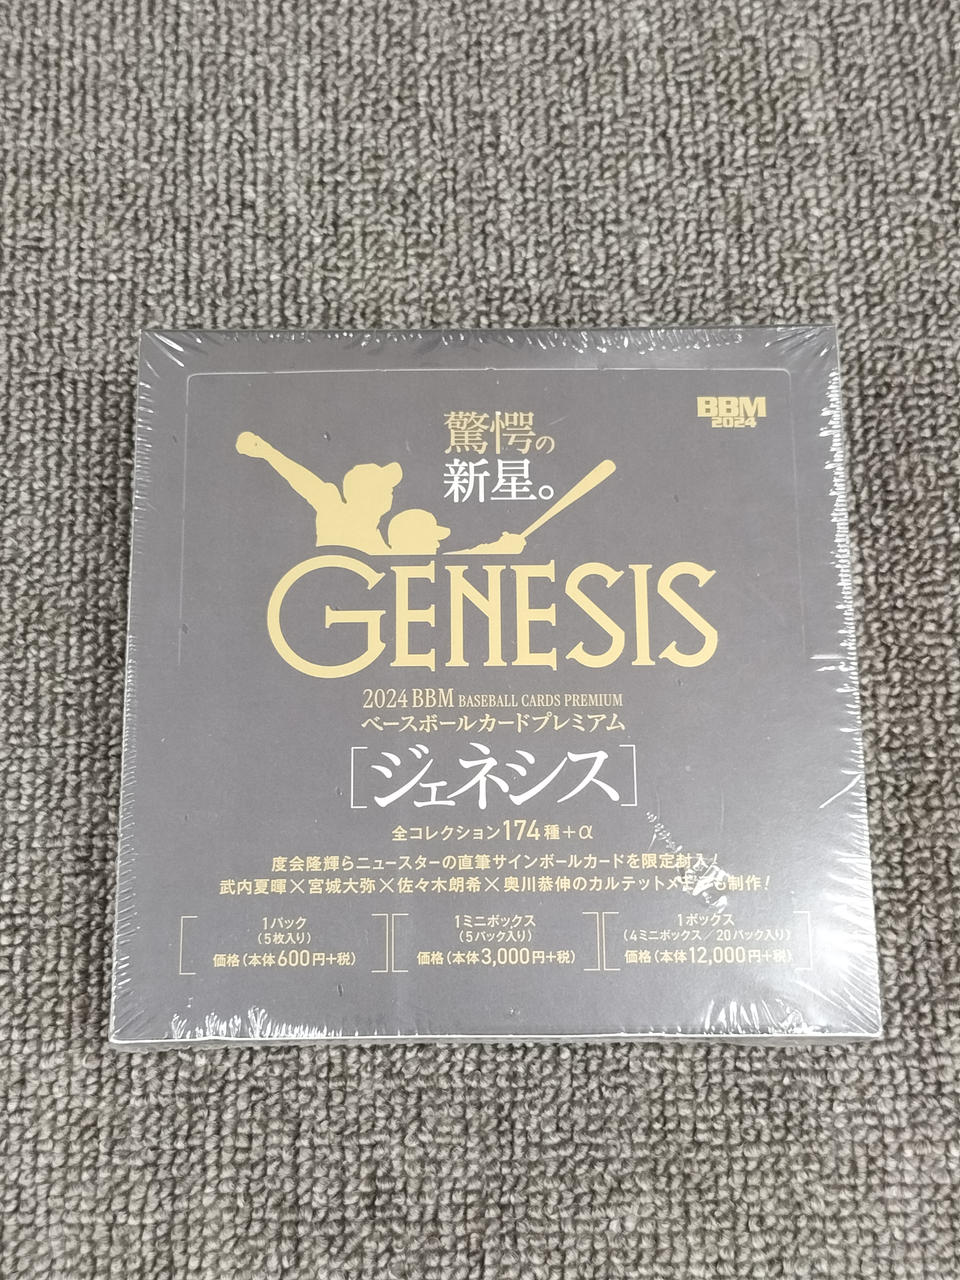 BBM
2024
驚愕の
新星。
GENESIS
2024 BBM BASEBALL CARDS PREMIUM
ベースボールカードプレミアム
[ジェネシス]
全コレクション174種+α
度会隆輝らニュースターの直筆サインボールカードを限定封入!
武内夏暉×宮城大弥×佐々木朗希×奥川恭伸のカルテットメモラも制作!
1パック
(5枚入り)
価格(本体600円+税)
1ミニボックス
(5パック入り)
価格(本体3,000円+税)
1ボックス
(4ミニボックス/20パック入り)
価格(本体12,000円+税)